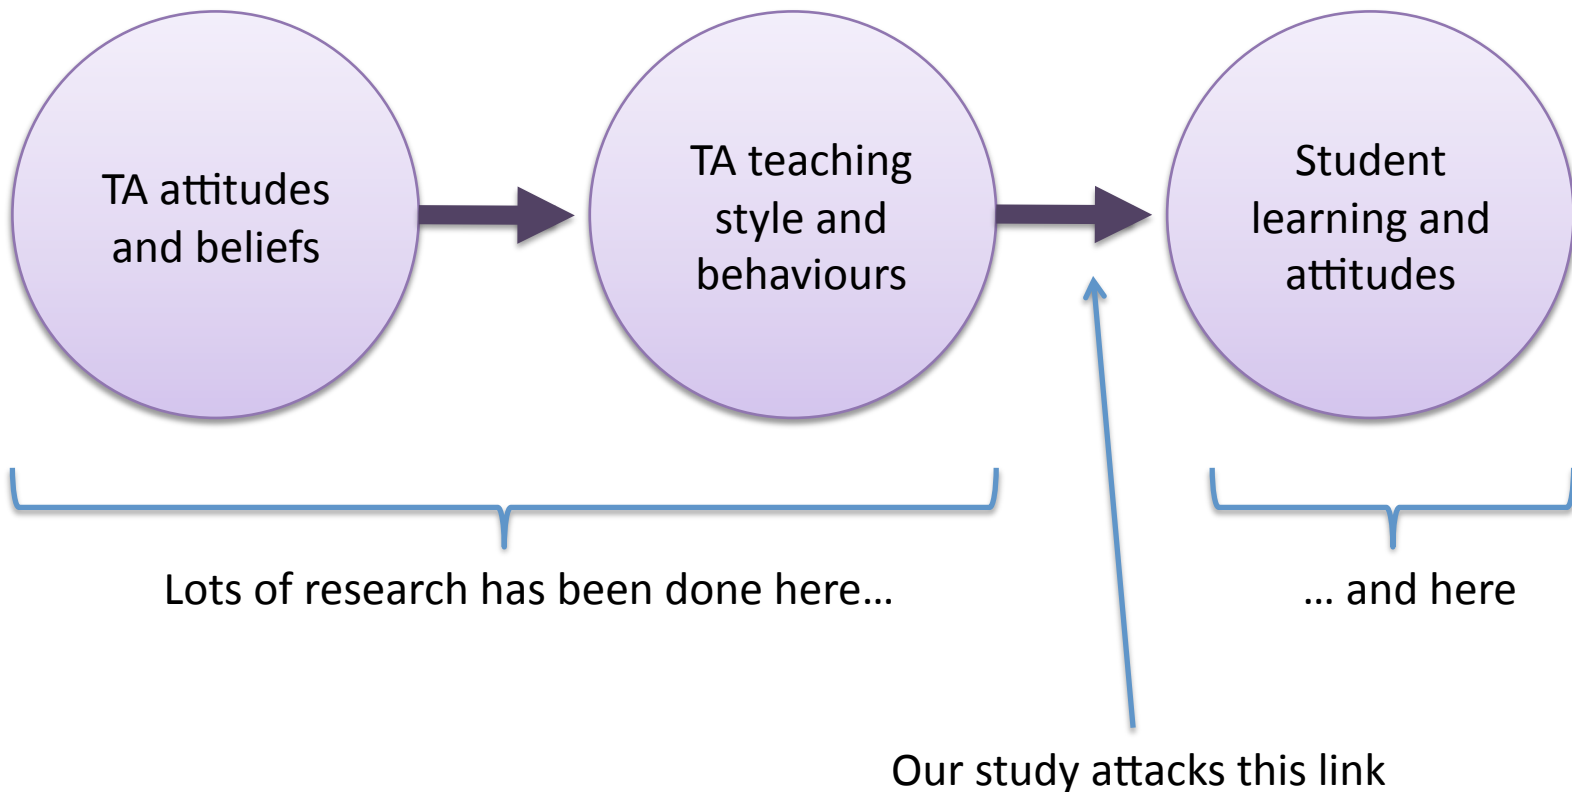 TA attitudes
and beliefs
TA teaching
style and
behaviours
Student
learning and
attitudes
Lots of research has been done here...
... and here
Our study attacks this link